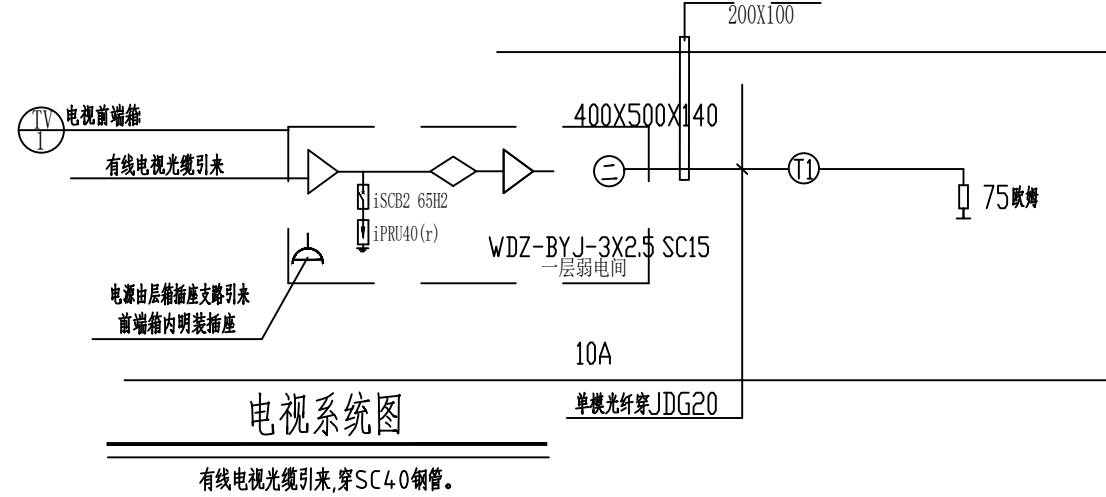 200X100
TV
1
电视前端箱
400X500X140
有线电视光缆引来
二
T1
iSCB2 65H2
75欧姆
iPRU40(r)
WDZ-BYJ-3X2.5 SC15
一层弱电间
电源由层箱插座支路引来
前端箱内明装插座
10A
电视系统图
单模光纤穿JDG20
有线电视光缆引来,穿SC40钢管。